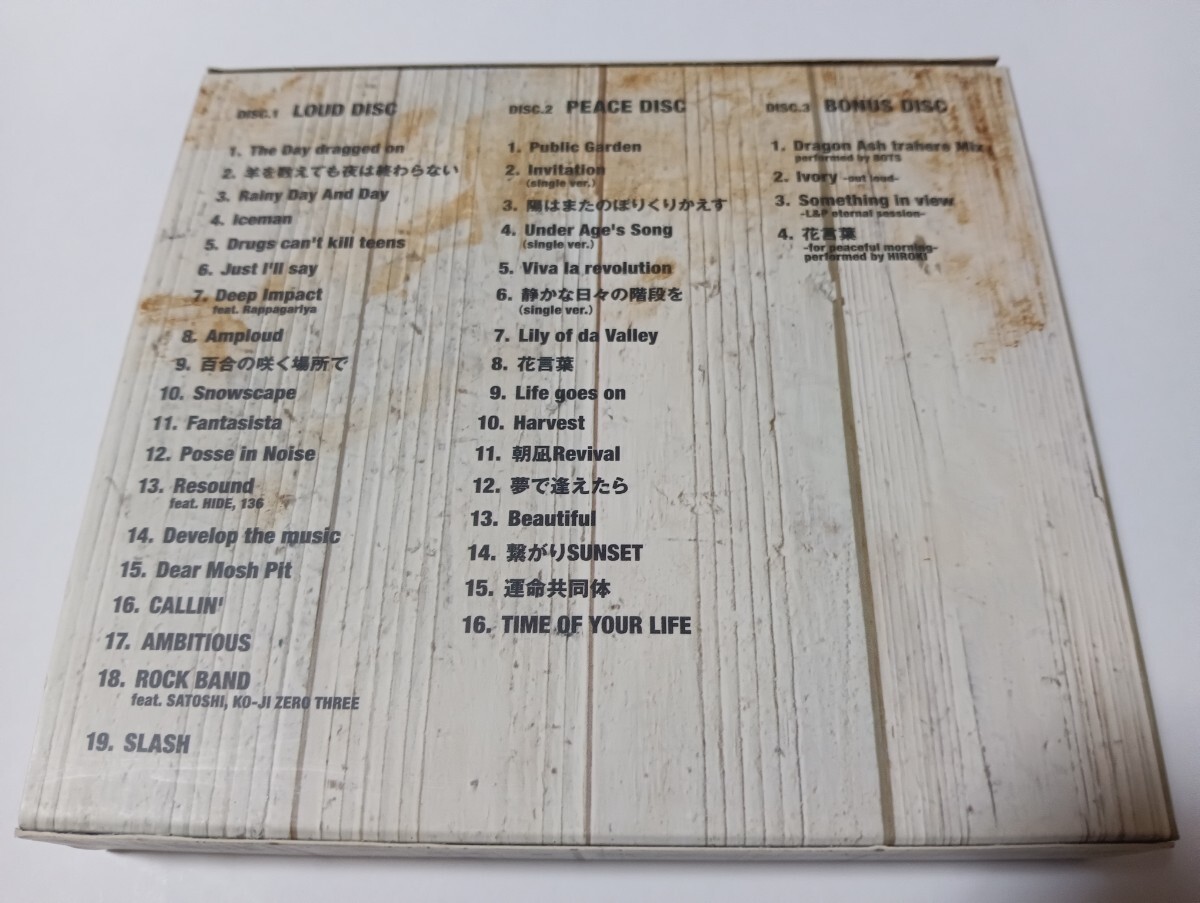 DISC.1 LOUD DISC
1. The Day dragged on
2. 羊を数えても夜は終わらない
3. Rainy Day And Day
4. Iceman
5. Drugs can't kill teens
6. Just I'll say
7. Deep Impact
feat. Rappagariya
8. Amploud
9. 百合の咲く場所で
10. Snowscape
11. Fantasista
12. Posse in Noise
13. Resound
feat. HIDE, 136
14. Develop the music
15. Dear Mosh Pit
16. CALLIN'
17. AMBITIOUS
18. ROCK BAND
feat. SATOSHI, KO-JI ZERO THREE
19. SLASH
DISC.2 PEACE DISC
1. Public Garden
2. Invitation
(single ver.)
3. 陽はまたのぼりくりかえす
4. Under Age's Song
(single ver.)
5. Viva la revolution
6. 静かな日々の階段を
(single ver.)
7. Lily of da Valley
8. 花言葉
9. Life goes on
10. Harvest
11. 朝凪Revival
12. 夢で逢えたら
13. Beautiful
14. 繋がりSUNSET
15. 運命共同体
16. TIME OF YOUR LIFE
DISC.3 BONUS DISC
1. Dragon Ash trahere Mix
performed by BOTS
2. Ivory -out loud-
3. Something in view
-L&P eternal session-
4. 花言葉
-for peaceful morning-
performed by HIROKI